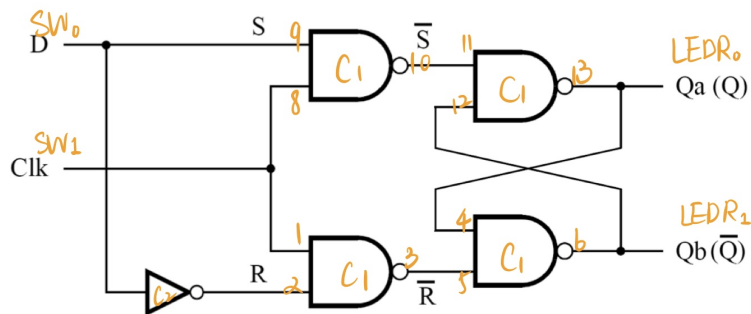 SW₀
D
S
9
8
C₁
10
S̅
11
12
C₁
13
LEDR₀
Qa (Q)
SW₁
Clk
1
2
C₁
3
R̅
4
5
C₁
6
LEDR₁
Qb (Q̅)
C₂
R